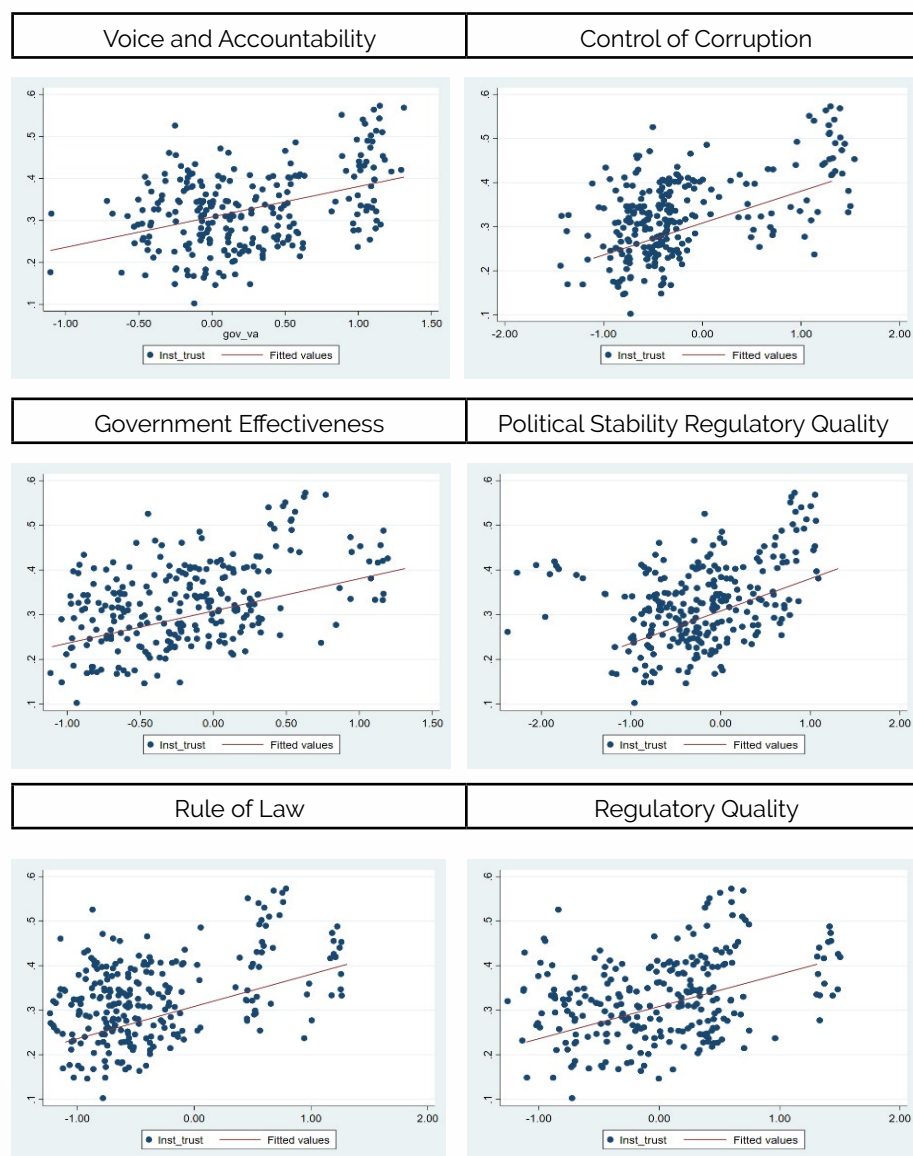 Voice and Accountability
Control of Corruption
.6
.5
.4
.3
.2
.1
-1.00 -0.50 0.00 0.50 1.00 1.50
gov_va
Inst_trust Fitted values
.6
.5
.4
.3
.2
.1
-2.00 -1.00 0.00 1.00 2.00
Inst_trust Fitted values
Government Effectiveness
Political Stability Regulatory Quality
.6
.5
.4
.3
.2
.1
-1.00 -0.50 0.00 0.50 1.00 1.50
Inst_trust Fitted values
.6
.5
.4
.3
.2
.1
-2.00 -1.00 0.00 1.00 2.00
Inst_trust Fitted values
Rule of Law
Regulatory Quality
.6
.5
.4
.3
.2
.1
-1.00 0.00 1.00 2.00
Inst_trust Fitted values
.6
.5
.4
.3
.2
.1
-1.00 0.00 1.00 2.00
Inst_trust Fitted values